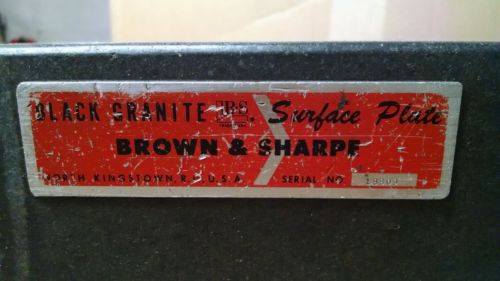 BLACK GRANITE B&S ® Surface Plate
BROWN & SHARPE
NORTH KINGSTOWN, R.I., U.S.A. SERIAL NO.